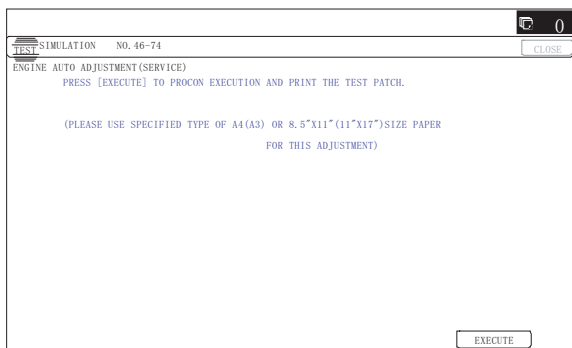 0
TEST SIMULATION NO.46-74
CLOSE
ENGINE AUTO ADJUSTMENT(SERVICE)
PRESS [EXECUTE] TO PROCON EXECUTION AND PRINT THE TEST PATCH.
(PLEASE USE SPECIFIED TYPE OF A4(A3) OR 8.5"X11"(11"X17")SIZE PAPER
FOR THIS ADJUSTMENT)
EXECUTE